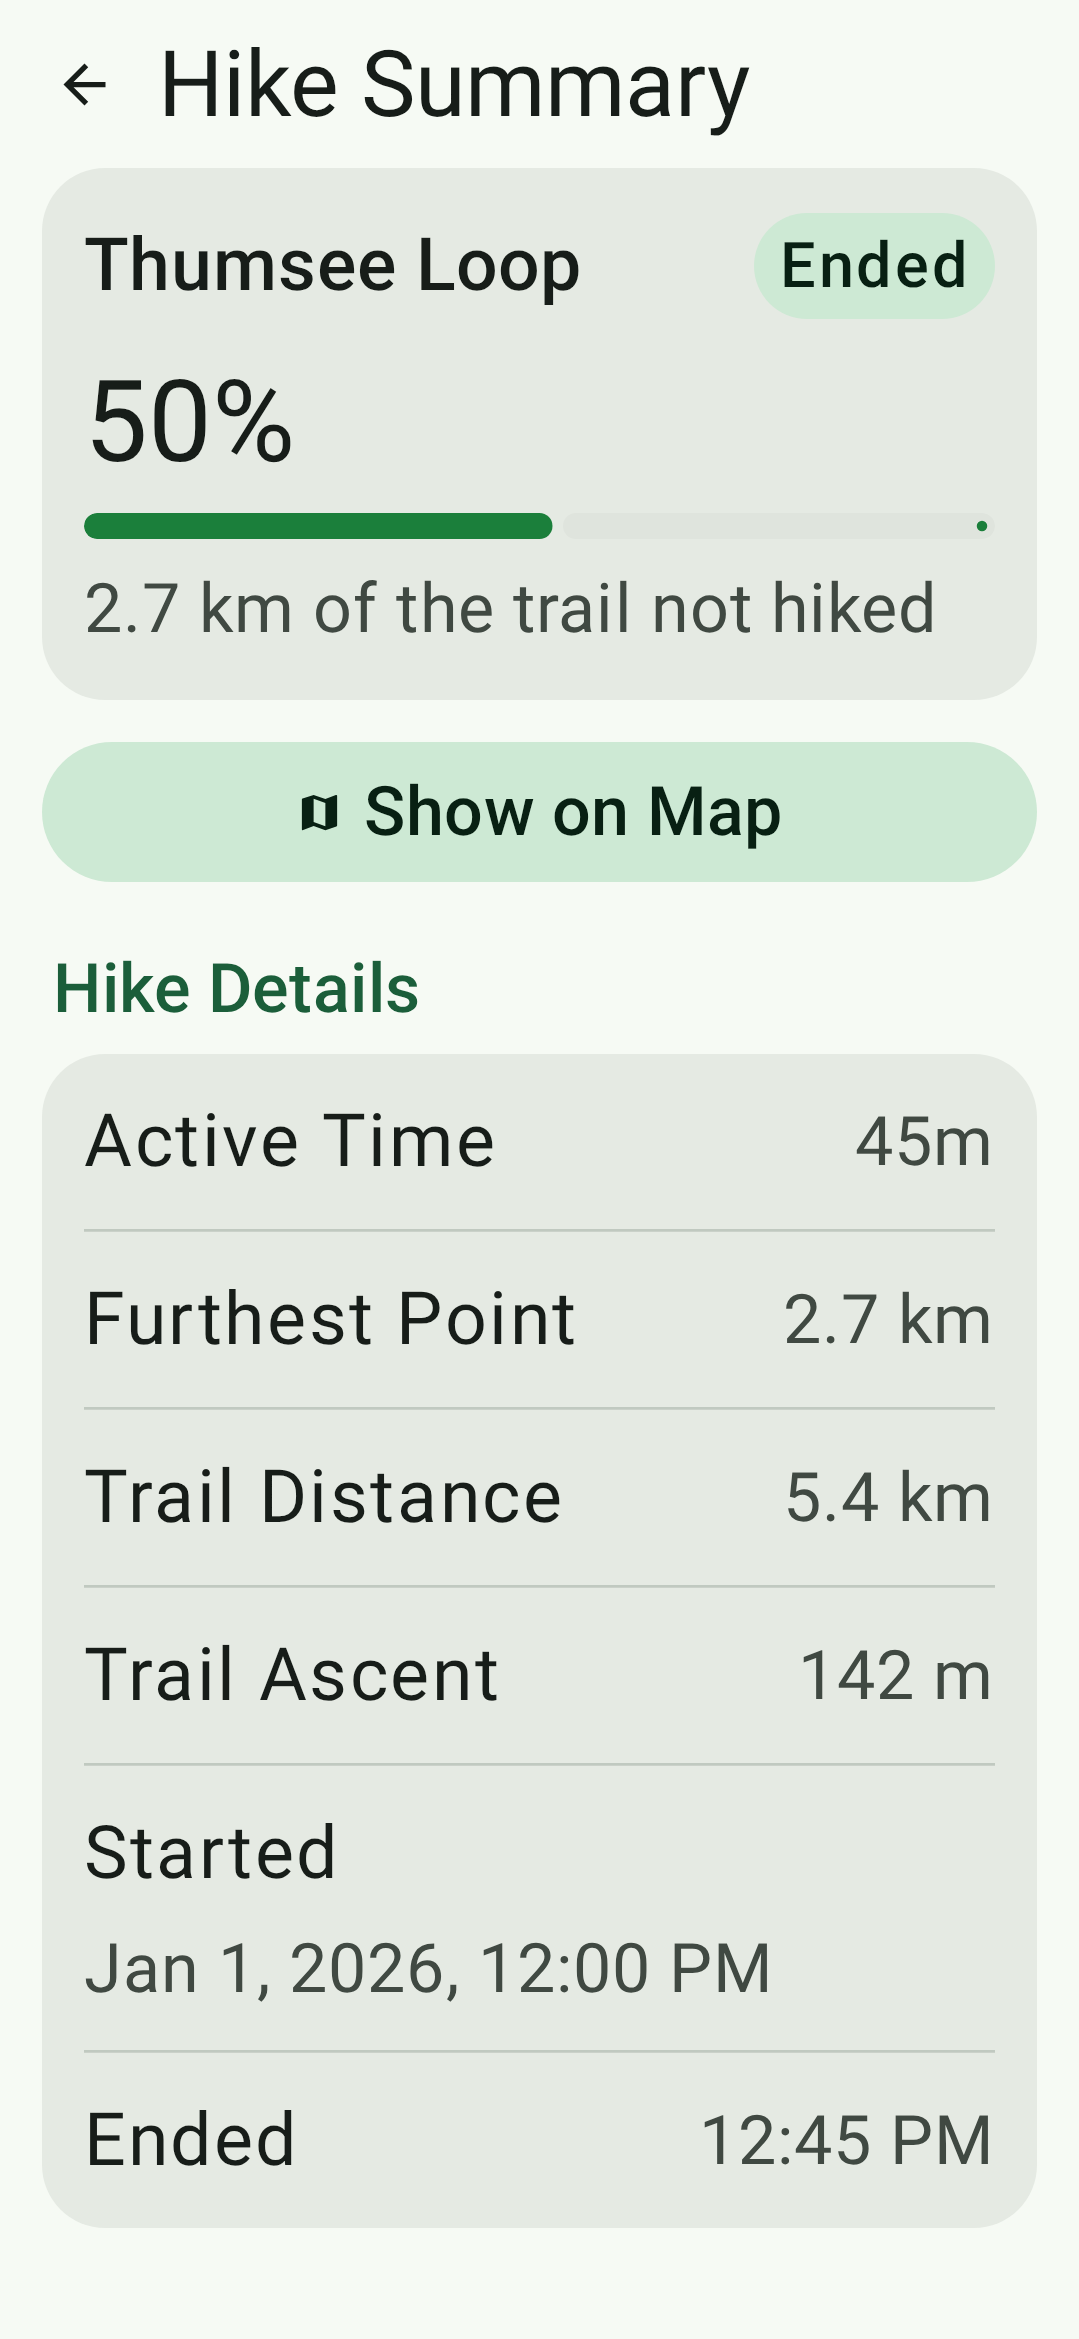 Hike Summary
Thumsee Loop
Ended
50%
2.7 km of the trail not hiked
Show on Map
Hike Details
Active Time 45m
Furthest Point 2.7 km
Trail Distance 5.4 km
Trail Ascent 142 m
Started
Jan 1, 2026, 12:00 PM
Ended 12:45 PM